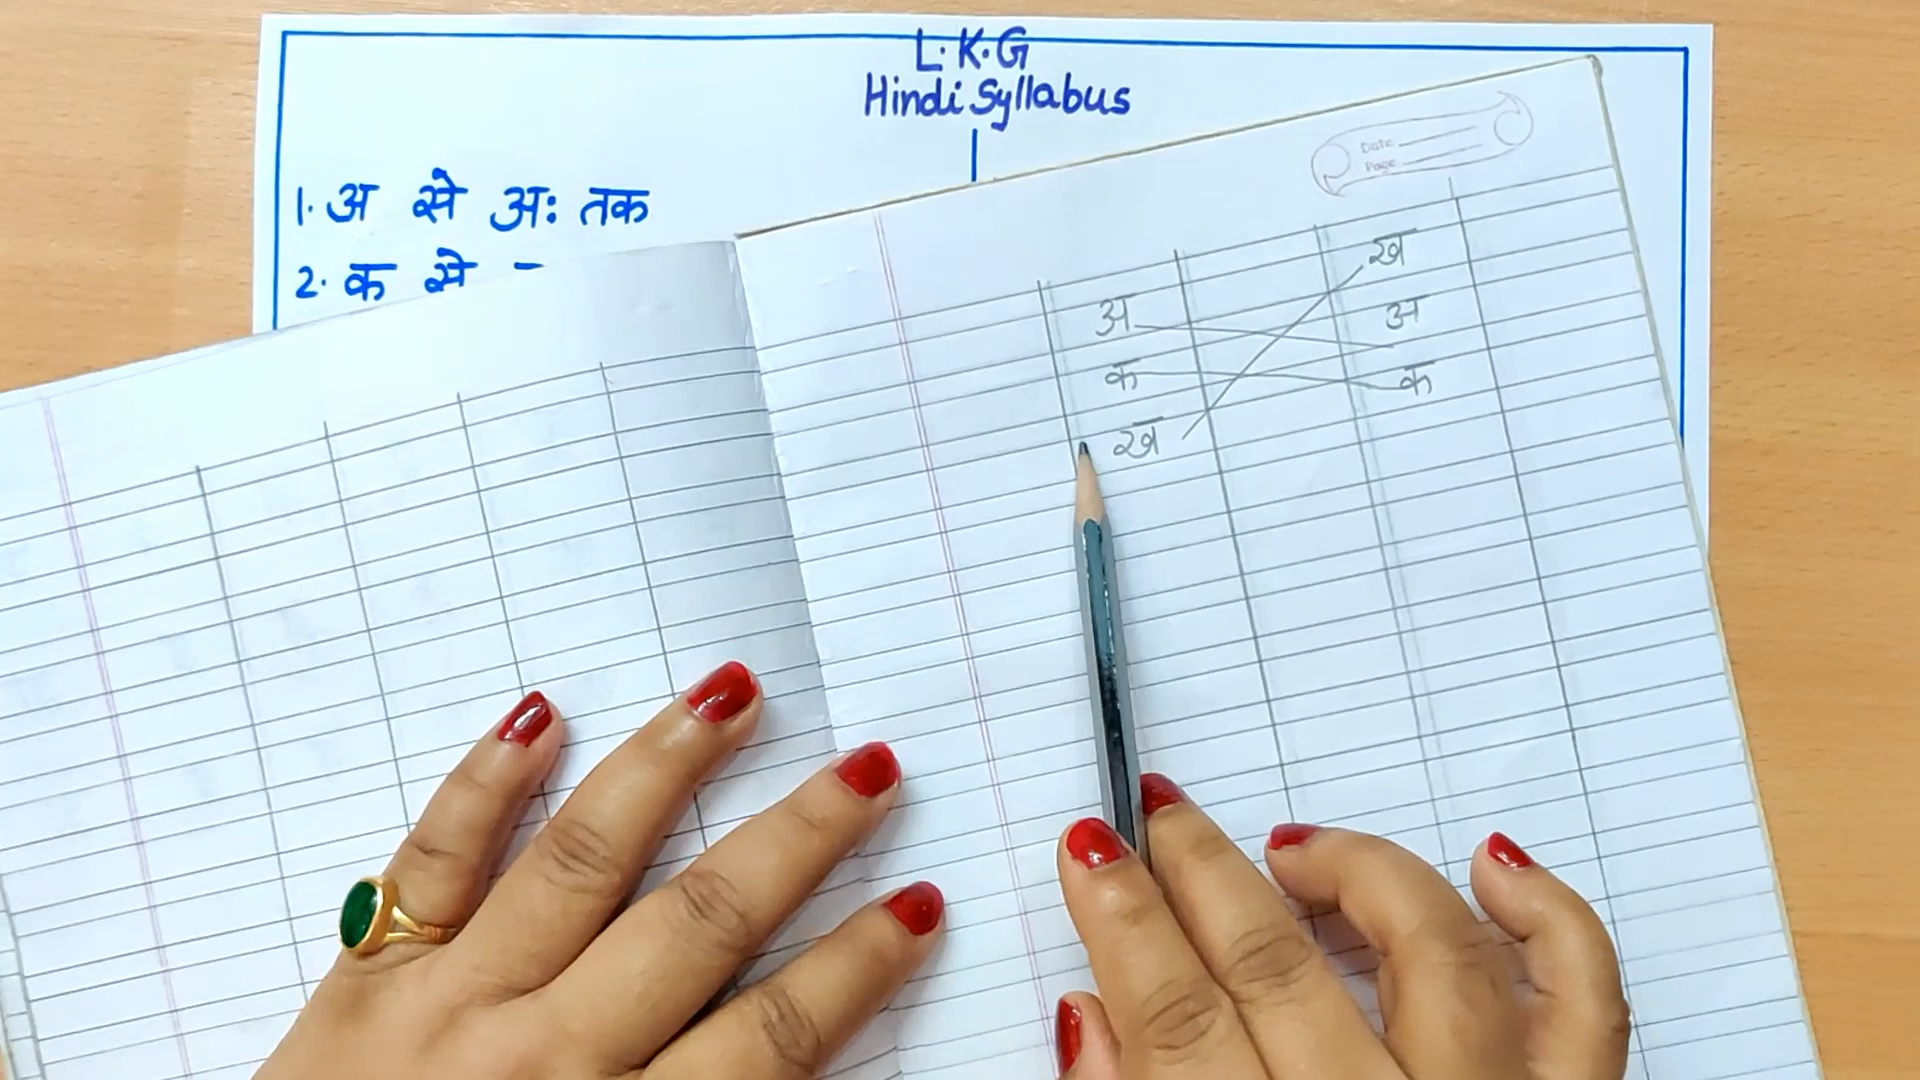 L.K.G
Hindi Syllabus
1. अ से अः तक
2. क से
Date
Page
ख
अ अ
क क
ख